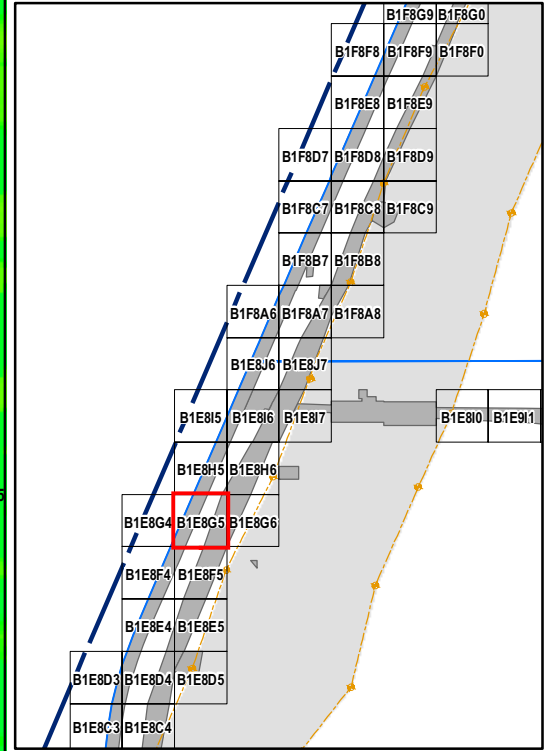 B1F8G9 B1F8G0
B1F8F8 B1F8F9 B1F8F0
B1F8E8 B1F8E9
B1F8D7 B1F8D8 B1F8D9
B1F8C7 B1F8C8 B1F8C9
B1F8B7 B1F8B8
B1F8A6 B1F8A7 B1F8A8
B1E8J6 B1E8J7
B1E8I5 B1E8I6 B1E8I7 B1E8I0 B1E9I1
B1E8H5 B1E8H6
B1E8G4 B1E8G5 B1E8G6
B1E8F4 B1E8F5
B1E8E4 B1E8E5
B1E8D3 B1E8D4 B1E8D5
B1E8C3 B1E8C4